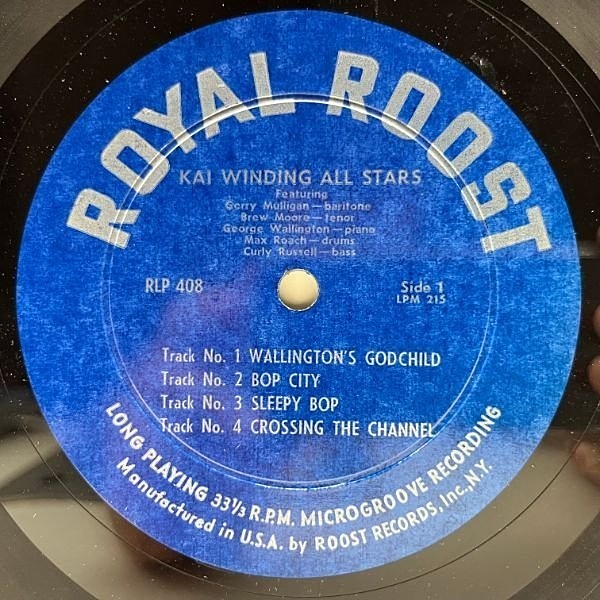 ROYAL ROOST
KAI WINDING ALL STARS
Featuring
Gerry Mulligan—baritone
Brew Moore—tenor
George Wallington—piano
Max Roach—drums
Curly Russell—bass
RLP 408
Side 1
LPM 215
Track No. 1 WALLINGTON'S GODCHILD
Track No. 2 BOP CITY
Track No. 3 SLEEPY BOP
Track No. 4 CROSSING THE CHANNEL
LONG PLAYING 33⅓ R.P.M. MICROGROOVE RECORDING
Manufactured in U.S.A. by ROOST RECORDS, Inc., N.Y.